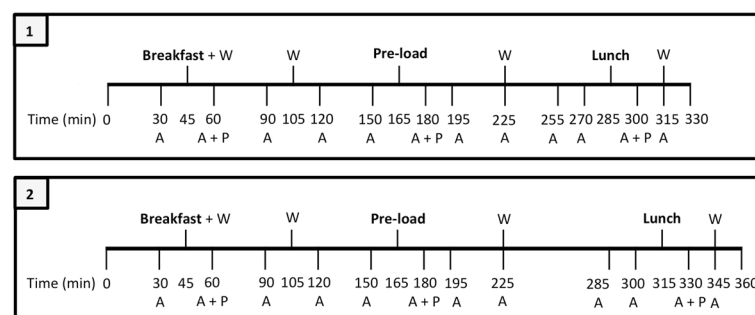 1
Breakfast + W W Pre-load W Lunch W
Time (min) 0 30 45 60 90 105 120 150 165 180 195 225 255 270 285 300 315 330
A A + P A A A A + P A A A A A + P A
2
Breakfast + W W Pre-load W Lunch W
Time (min) 0 30 45 60 90 105 120 150 165 180 195 225 285 300 315 330 345 360
A A + P A A A A + P A A A A A + P A